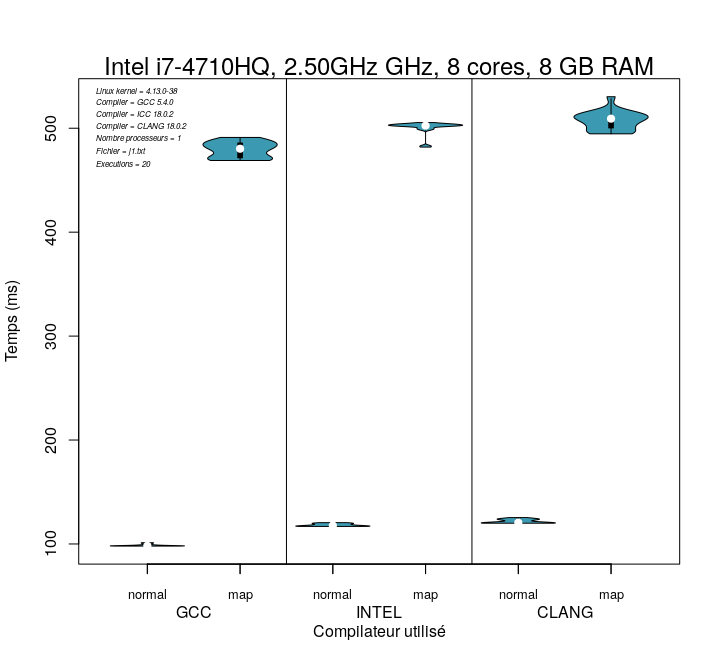 Intel i7-4710HQ, 2.50GHz GHz, 8 cores, 8 GB RAM
Linux kernel = 4.13.0-38
Compiler = GCC 5.4.0
Compiler = ICC 18.0.2
Compiler = CLANG 18.0.2
Nombre processeurs = 1
Fichier = j1.txt
Executions = 20
500
400
300
200
100
Temps (ms)
normal map normal map normal map
GCC INTEL CLANG
Compilateur utilisé